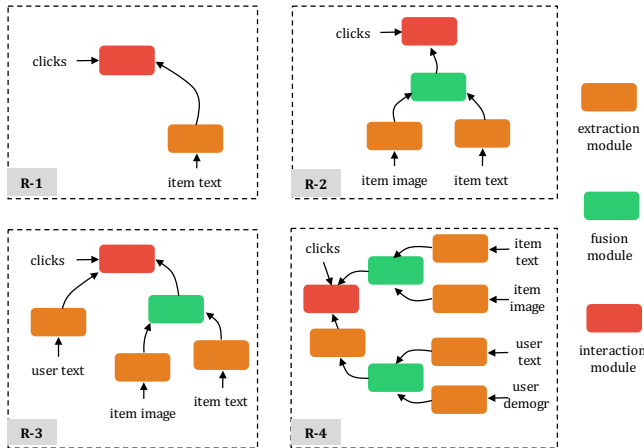 clicks
item text
R-1
clicks
item image
item text
R-2
extraction
module
fusion
module
interaction
module
clicks
user text
item image
item text
R-3
clicks
item
text
item
image
user
text
user
demogr
R-4